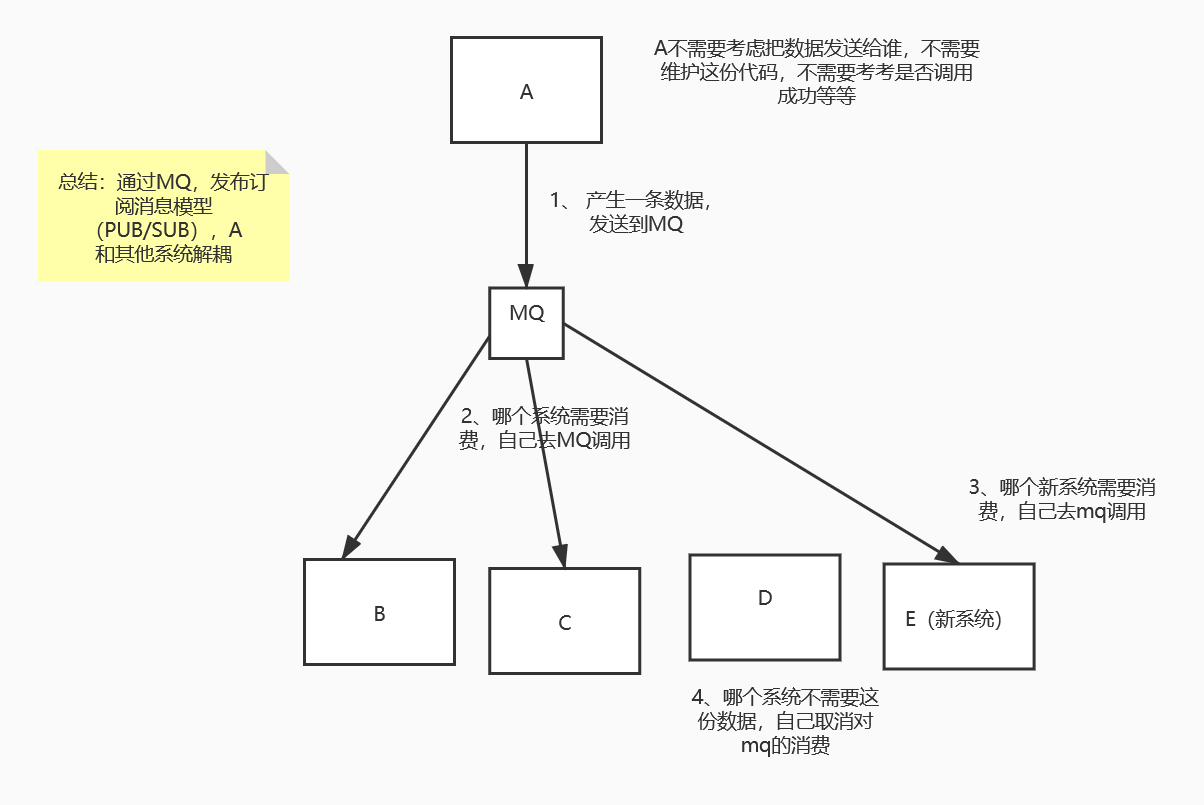 A
A不需要考虑把数据发送给谁，不需要
维护这份代码，不需要考考是否调用
成功等等
总结：通过MQ，发布订
阅消息模型
（PUB/SUB），A
和其他系统解耦
1、 产生一条数据，
发送到MQ
MQ
2、哪个系统需要消
费，自己去MQ调用
3、哪个新系统需要消
费，自己去mq调用
B
C
D
E（新系统）
4、哪个系统不需要这
份数据，自己取消对
mq的消费